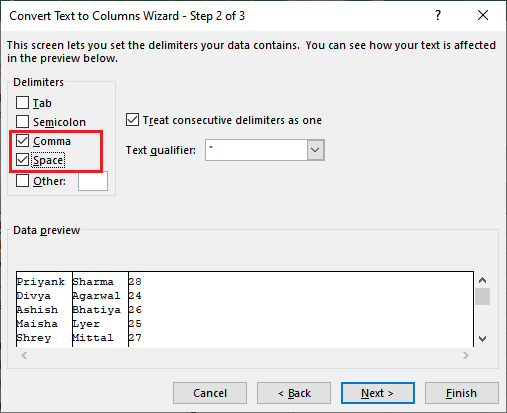 Convert Text to Columns Wizard - Step 2 of 3
This screen lets you set the delimiters your data contains.  You can see how your text is affected
in the preview below.
Delimiters
Tab
Semicolon
Comma
Space
Other:
Treat consecutive delimiters as one
Text qualifier: "
Data preview
Priyank Sharma 28
Divya Agarwal 24
Ashish Bhatiya 26
Maisha Lyer 25
Shrey Mittal 27
Cancel < Back Next > Finish